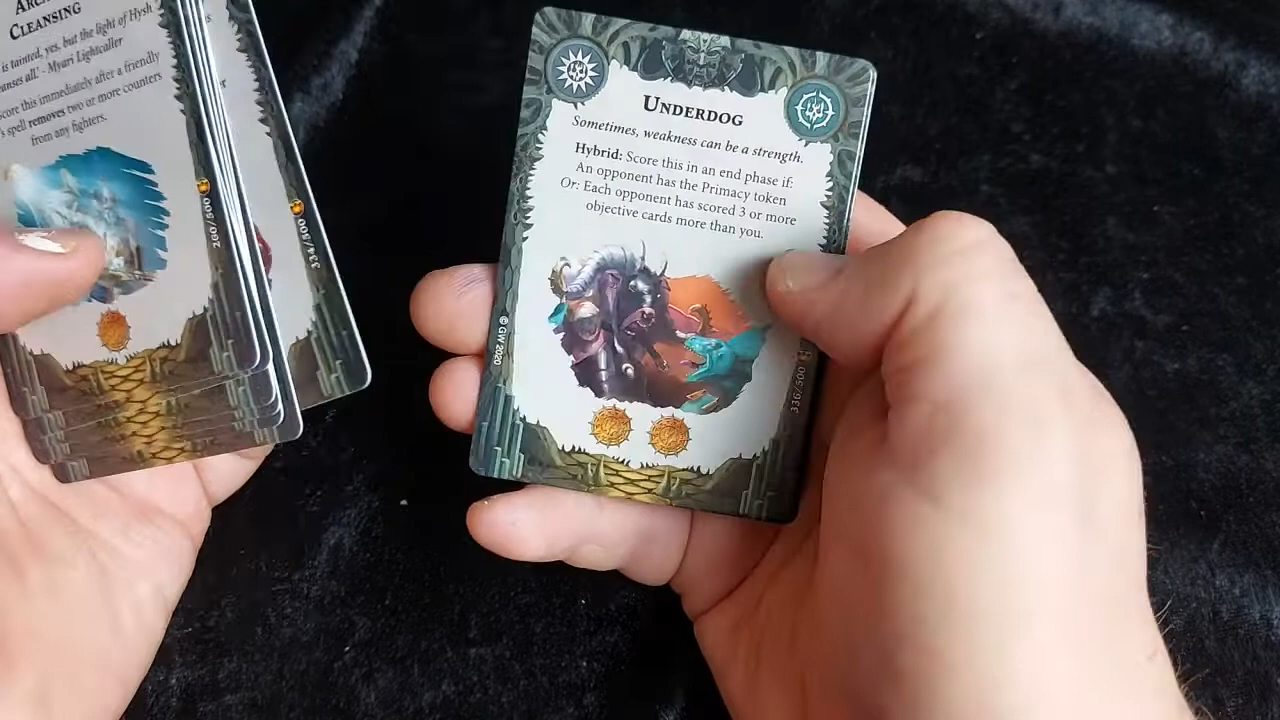 CLEANSING
is tainted, yes, but the light of Hysh
anses all.' - Myari Lightcaller
core this immediately after a friendly
's spell removes two or more counters
from any fighters.
260/500
334/500
UNDERDOG
Sometimes, weakness can be a strength.
Hybrid: Score this in an end phase if:
An opponent has the Primacy token
Or: Each opponent has scored 3 or more
objective cards more than you.
© GW 2020
336/500